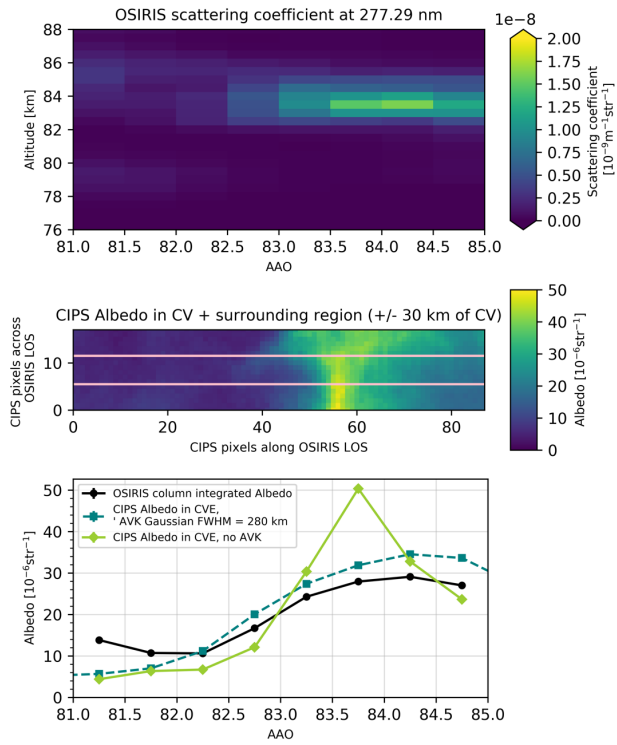 OSIRIS scattering coefficient at 277.29 nm
1e−8
88
86
84
82
80
78
76
Altitude [km]
81.0 81.5 82.0 82.5 83.0 83.5 84.0 84.5 85.0
AAO
2.00
1.75
1.50
1.25
1.00
0.75
0.50
0.25
0.00
Scattering coefficient
[10⁻⁹m⁻¹str⁻¹]
CIPS Albedo in CV + surrounding region (+/- 30 km of CV)
CIPS pixels across
OSIRIS LOS
10
0
0 20 40 60 80
CIPS pixels along OSIRIS LOS
50
40
30
20
10
0
Albedo [10⁻⁶str⁻¹]
OSIRIS column integrated Albedo
CIPS Albedo in CVE,
' AVK Gaussian FWHM = 280 km
CIPS Albedo in CVE, no AVK
50
40
30
20
10
0
Albedo [10⁻⁶str⁻¹]
81.0 81.5 82.0 82.5 83.0 83.5 84.0 84.5 85.0
AAO